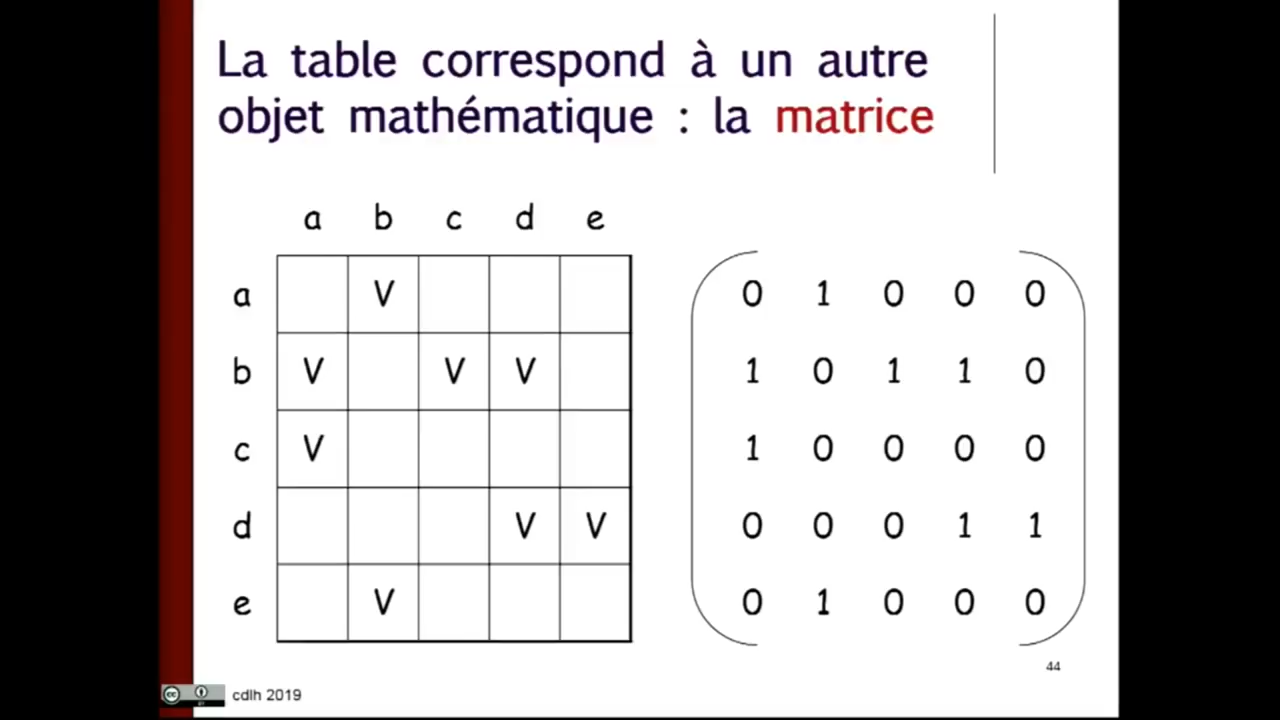 La table correspond à un autre
objet mathématique : la matrice
a b c d e
a V
b V V V
c V
d V V
e V
0 1 0 0 0
1 0 1 1 0
1 0 0 0 0
0 0 0 1 1
0 1 0 0 0
44
cc
cdlh 2019